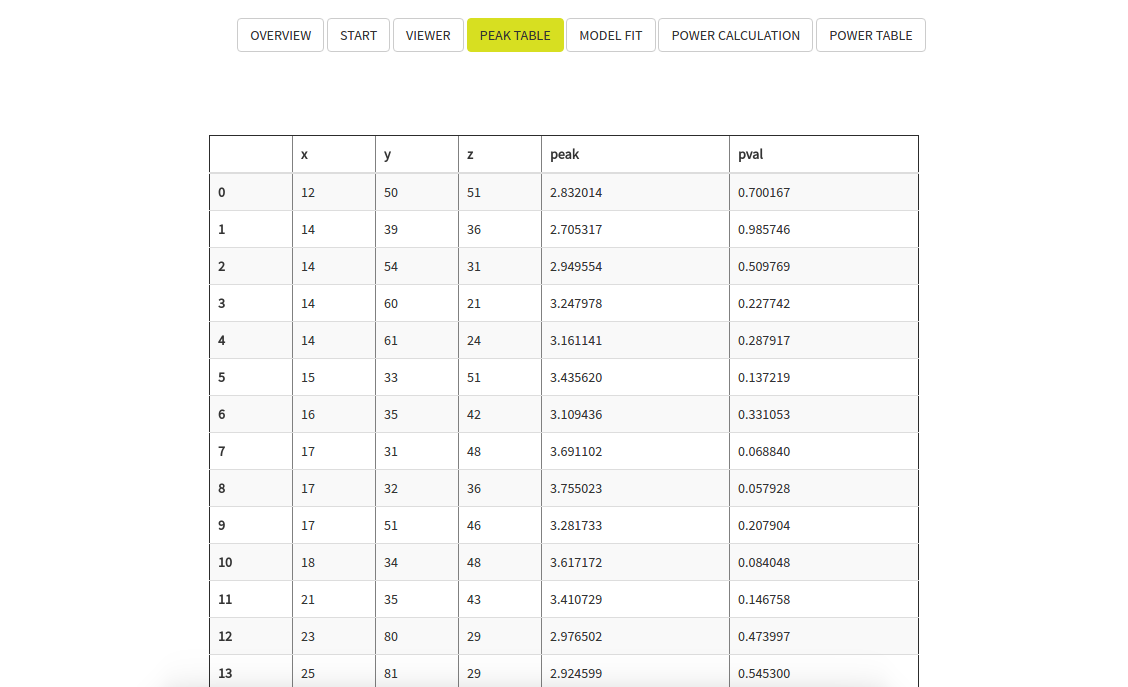 OVERVIEW START VIEWER PEAK TABLE MODEL FIT POWER CALCULATION POWER TABLE
x y z peak pval
0 12 50 51 2.832014 0.700167
1 14 39 36 2.705317 0.985746
2 14 54 31 2.949554 0.509769
3 14 60 21 3.247978 0.227742
4 14 61 24 3.161141 0.287917
5 15 33 51 3.435620 0.137219
6 16 35 42 3.109436 0.331053
7 17 31 48 3.691102 0.068840
8 17 32 36 3.755023 0.057928
9 17 51 46 3.281733 0.207904
10 18 34 48 3.617172 0.084048
11 21 35 43 3.410729 0.146758
12 23 80 29 2.976502 0.473997
13 25 81 29 2.924599 0.545300